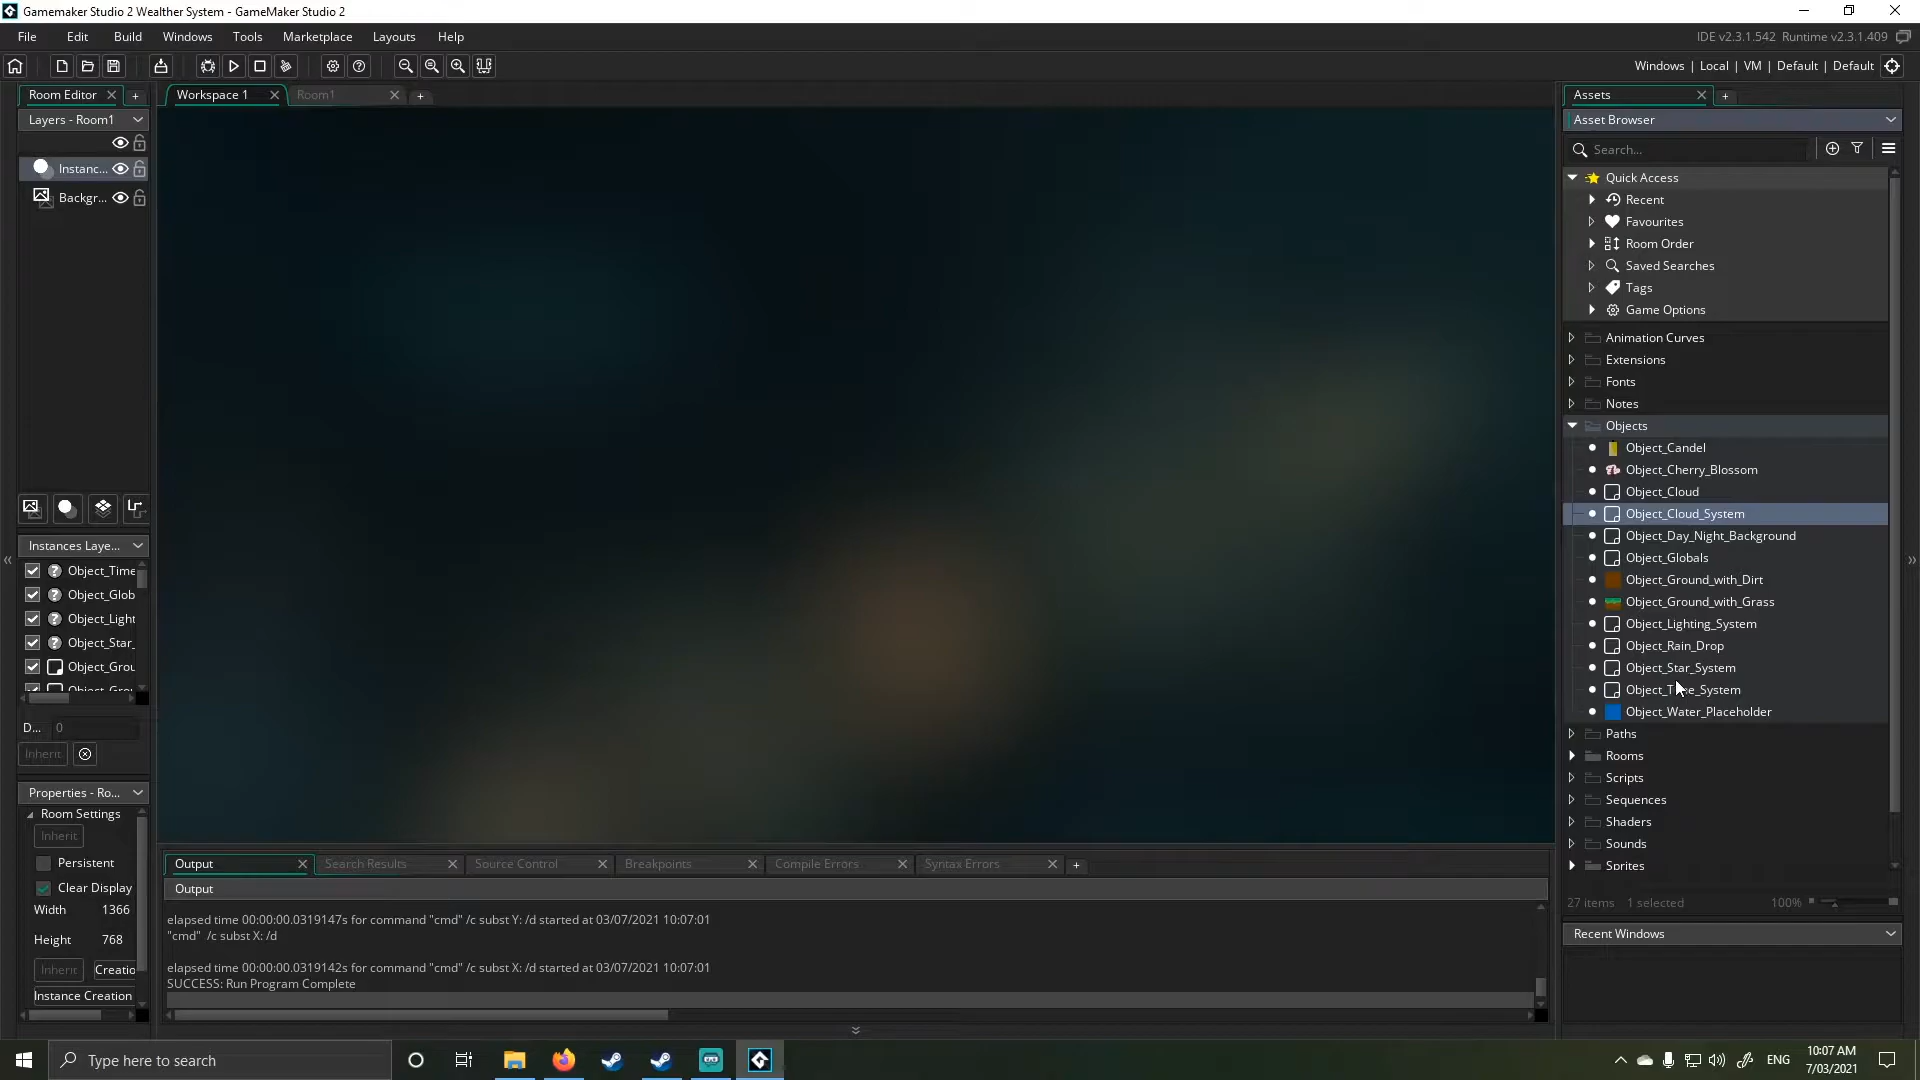 Gamemaker Studio 2 Wealther System - GameMaker Studio 2
File Edit Build Windows Tools Marketplace Layouts Help
IDE v2.3.1.542 Runtime v2.3.1.409
Windows | Local | VM | Default | Default
Room Editor
Workspace 1
Room1
Assets
Layers - Room1
Asset Browser
Search...
Instanc...
Backgr...
Quick Access
Recent
Favourites
Room Order
Saved Searches
Tags
Game Options
Animation Curves
Extensions
Fonts
Notes
Objects
Object_Candel
Object_Cherry_Blossom
Object_Cloud
Object_Cloud_System
Object_Day_Night_Background
Object_Globals
Object_Ground_with_Dirt
Object_Ground_with_Grass
Object_Lighting_System
Object_Rain_Drop
Object_Star_System
Object_Time_System
Object_Water_Placeholder
Paths
Rooms
Scripts
Sequences
Shaders
Sounds
Sprites
27 items 1 selected 100%
Recent Windows
Instances Laye...
Object_Time
Object_Glob
Object_Light
Object_Star_
Object_Grou
D... 0
Inherit
Properties - Ro...
Room Settings
Inherit
Persistent
Clear Display
Width 1366
Height 768
Inherit Creatio
Instance Creation
Output Search Results Source Control Breakpoints Compile Errors Syntax Errors
Output
elapsed time 00:00:00.0319147s for command "cmd" /c subst Y: /d started at 03/07/2021 10:07:01
"cmd" /c subst X: /d
elapsed time 00:00:00.0319142s for command "cmd" /c subst X: /d started at 03/07/2021 10:07:01
SUCCESS: Run Program Complete
Type here to search
ENG
10:07 AM
7/03/2021